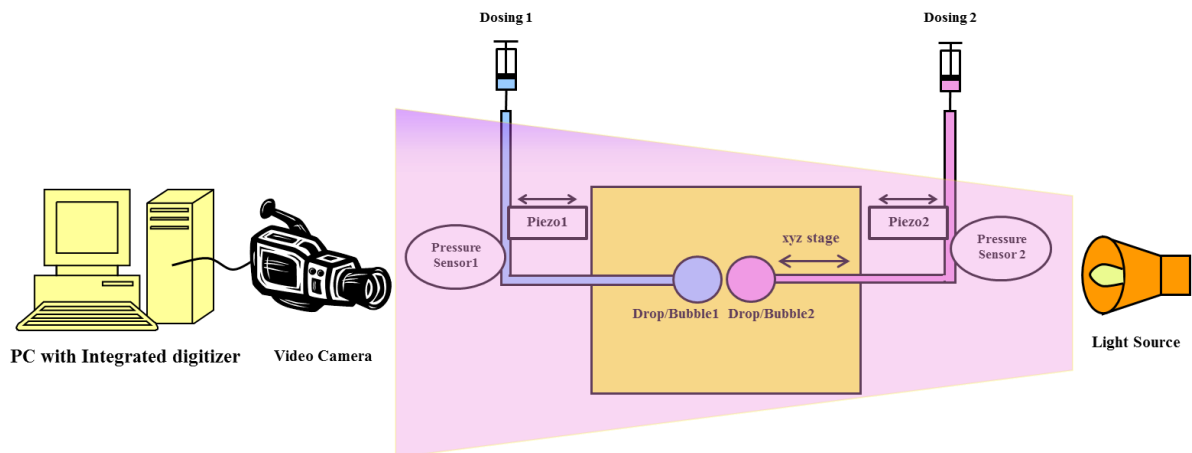 Dosing 1
Dosing 2
Piezo1
Piezo2
Pressure
Sensor1
xyz stage
Pressure
Sensor 2
Drop/Bubble1
Drop/Bubble2
PC with Integrated digitizer
Video Camera
Light Source